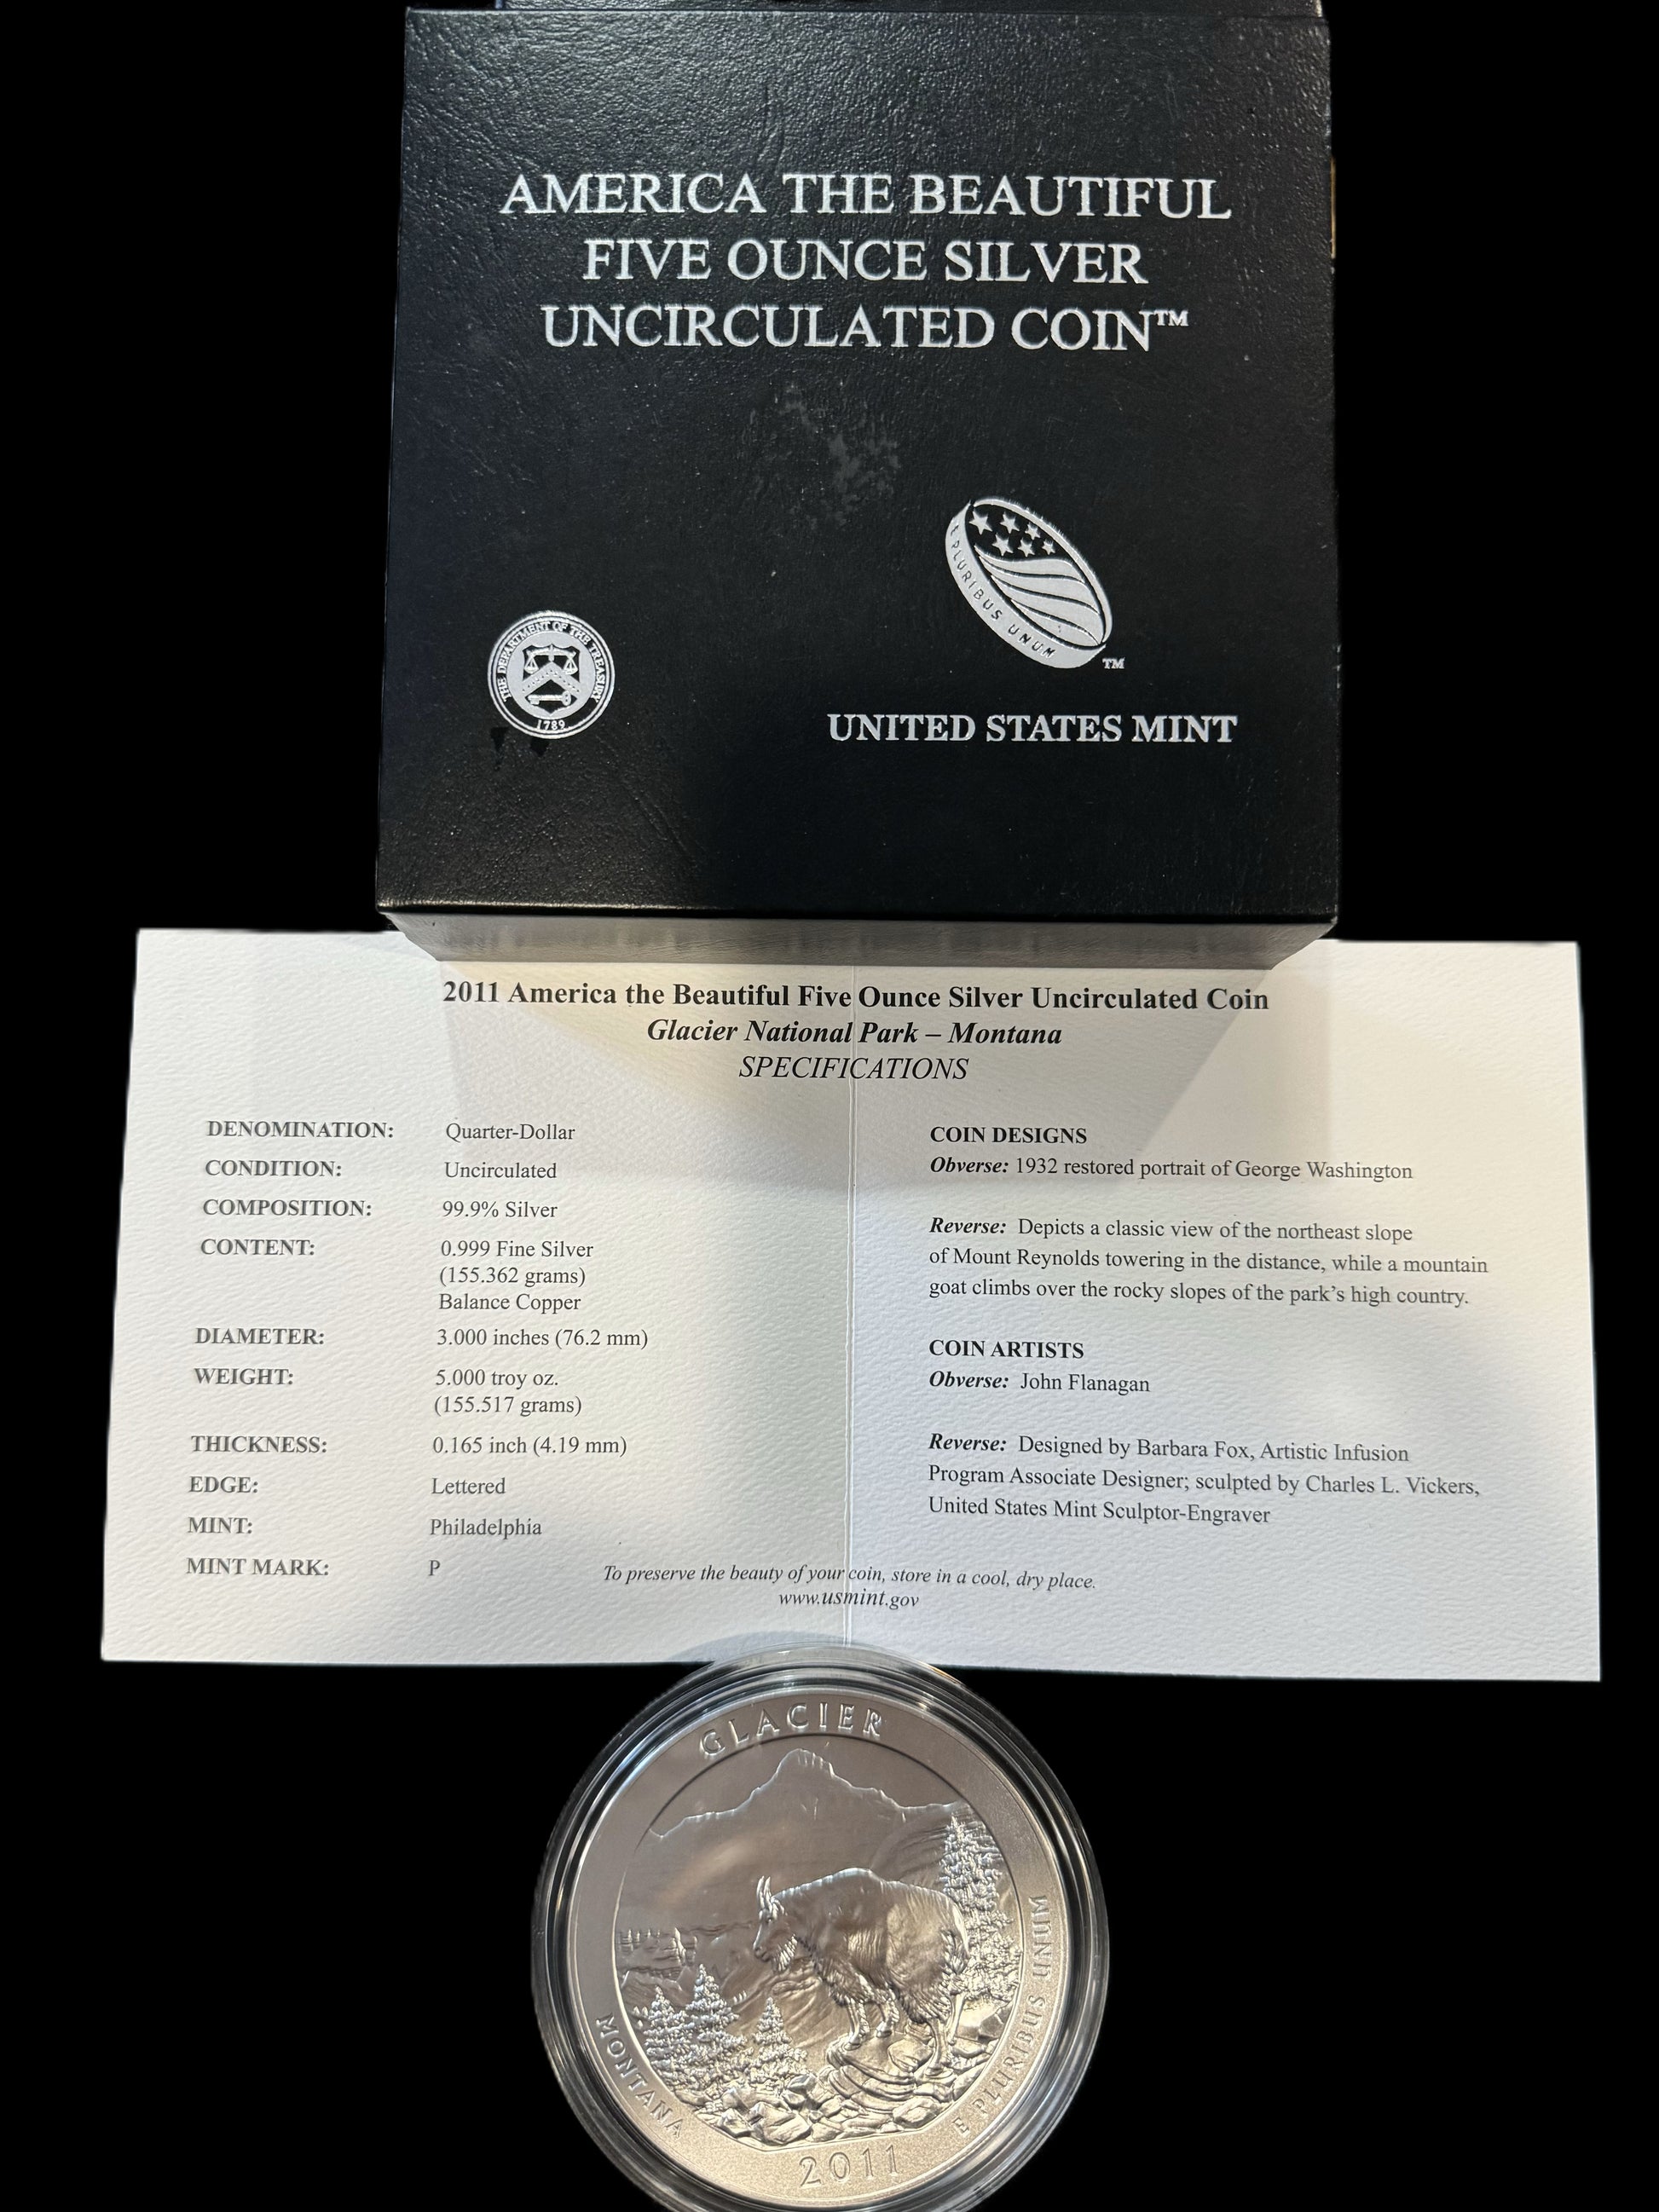 AMERICA THE BEAUTIFUL
FIVE OUNCE SILVER
UNCIRCULATED COIN™
E PLURIBUS UNUM
TM
THE DEPARTMENT OF THE TREASURY
1789
UNITED STATES MINT
2011 America the Beautiful Five Ounce Silver Uncirculated Coin
Glacier National Park – Montana
SPECIFICATIONS
DENOMINATION: Quarter-Dollar
CONDITION: Uncirculated
COMPOSITION: 99.9% Silver
CONTENT: 0.999 Fine Silver
(155.362 grams)
Balance Copper
DIAMETER: 3.000 inches (76.2 mm)
WEIGHT: 5.000 troy oz.
(155.517 grams)
THICKNESS: 0.165 inch (4.19 mm)
EDGE: Lettered
MINT: Philadelphia
MINT MARK: P
COIN DESIGNS
Obverse: 1932 restored portrait of George Washington
Reverse: Depicts a classic view of the northeast slope
of Mount Reynolds towering in the distance, while a mountain
goat climbs over the rocky slopes of the park's high country.
COIN ARTISTS
Obverse: John Flanagan
Reverse: Designed by Barbara Fox, Artistic Infusion
Program Associate Designer; sculpted by Charles L. Vickers,
United States Mint Sculptor-Engraver
To preserve the beauty of your coin, store in a cool, dry place.
www.usmint.gov
GLACIER
MONTANA
2011
E PLURIBUS UNUM